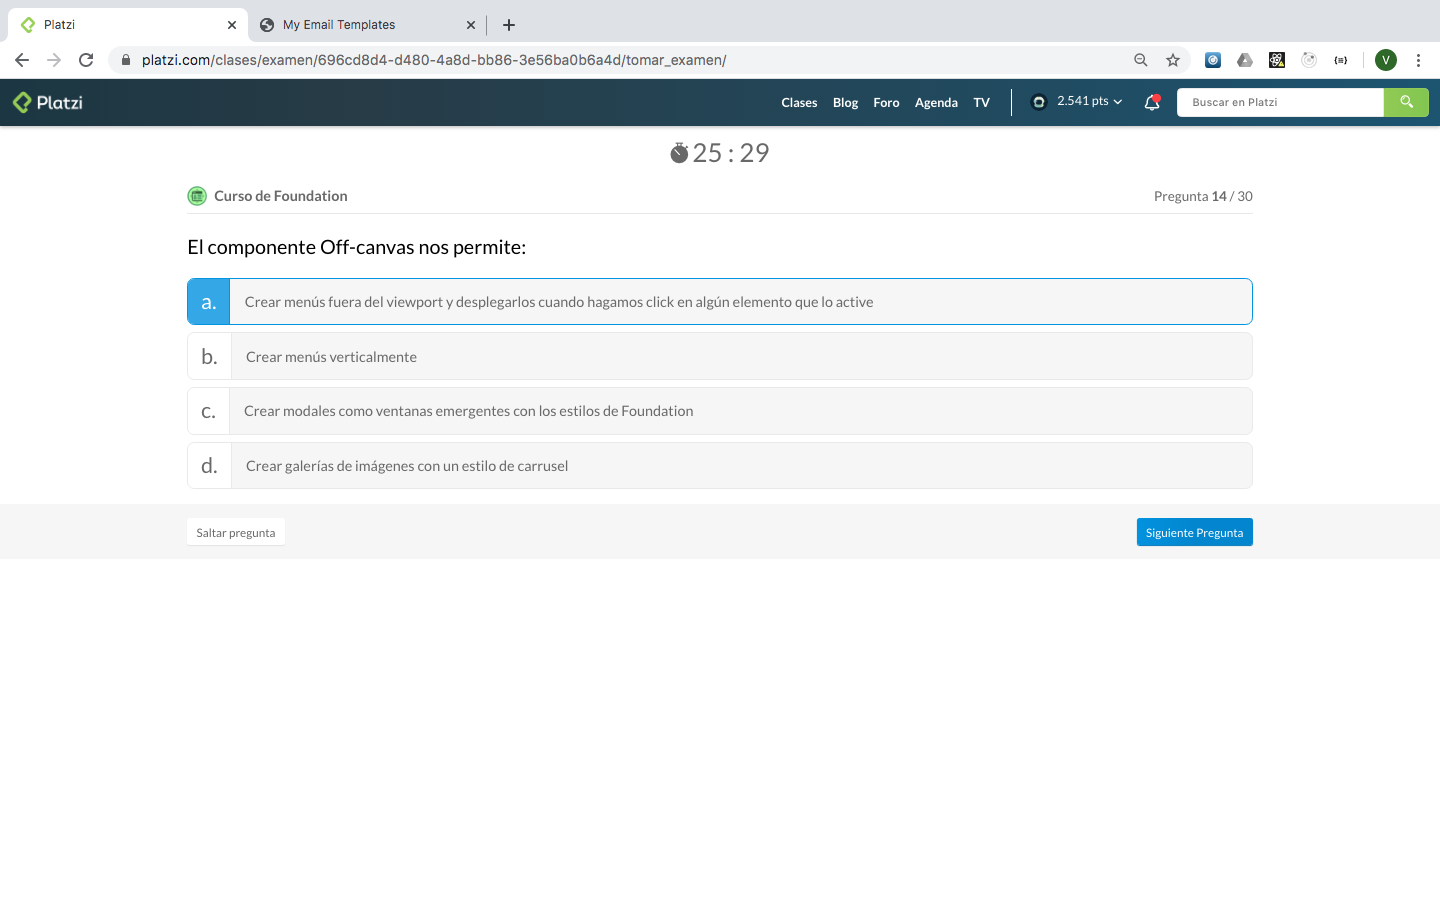 Platzi
My Email Templates
platzi.com/clases/examen/696cd8d4-d480-4a8d-bb86-3e56ba0b6a4d/tomar_examen/
V
Platzi
Clases
Blog
Foro
Agenda
TV
2.541 pts
Buscar en Platzi
25 : 29
Curso de Foundation
Pregunta 14 / 30
El componente Off-canvas nos permite:
a. Crear menús fuera del viewport y desplegarlos cuando hagamos click en algún elemento que lo active
b. Crear menús verticalmente
c. Crear modales como ventanas emergentes con los estilos de Foundation
d. Crear galerías de imágenes con un estilo de carrusel
Saltar pregunta
Siguiente Pregunta